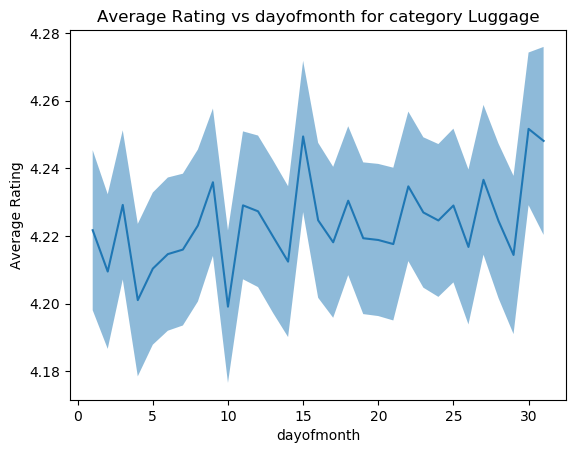 Average Rating vs dayofmonth for category Luggage
4.28
4.26
4.24
4.22
4.20
4.18
Average Rating
0 5 10 15 20 25 30
dayofmonth